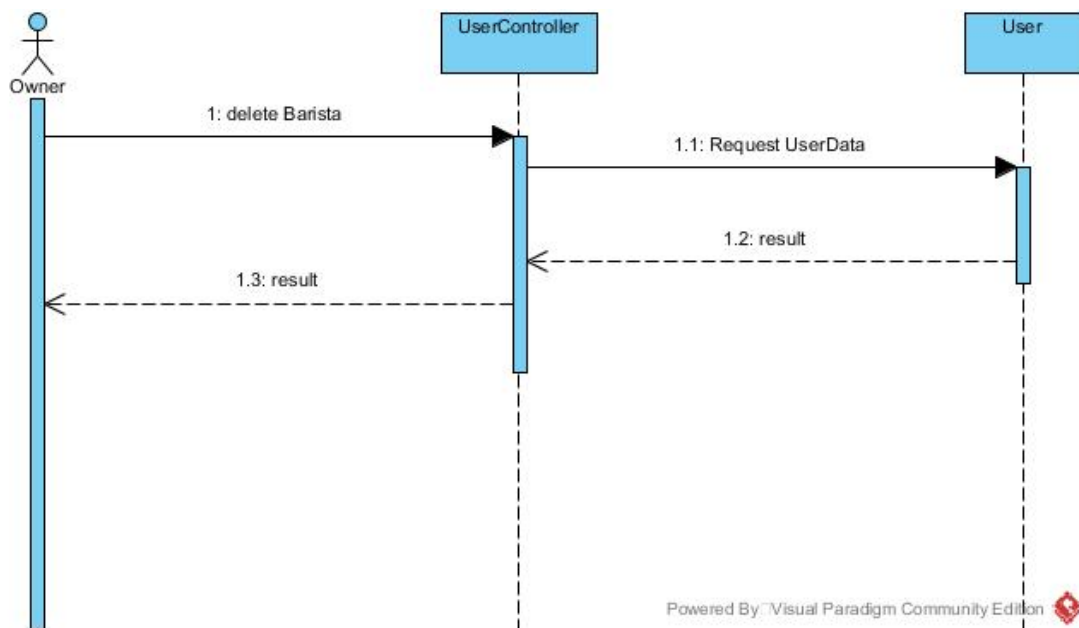 UserController
User
Owner
1: delete Barista
1.1: Request UserData
1.2: result
1.3: result
Powered By Visual Paradigm Community Edition